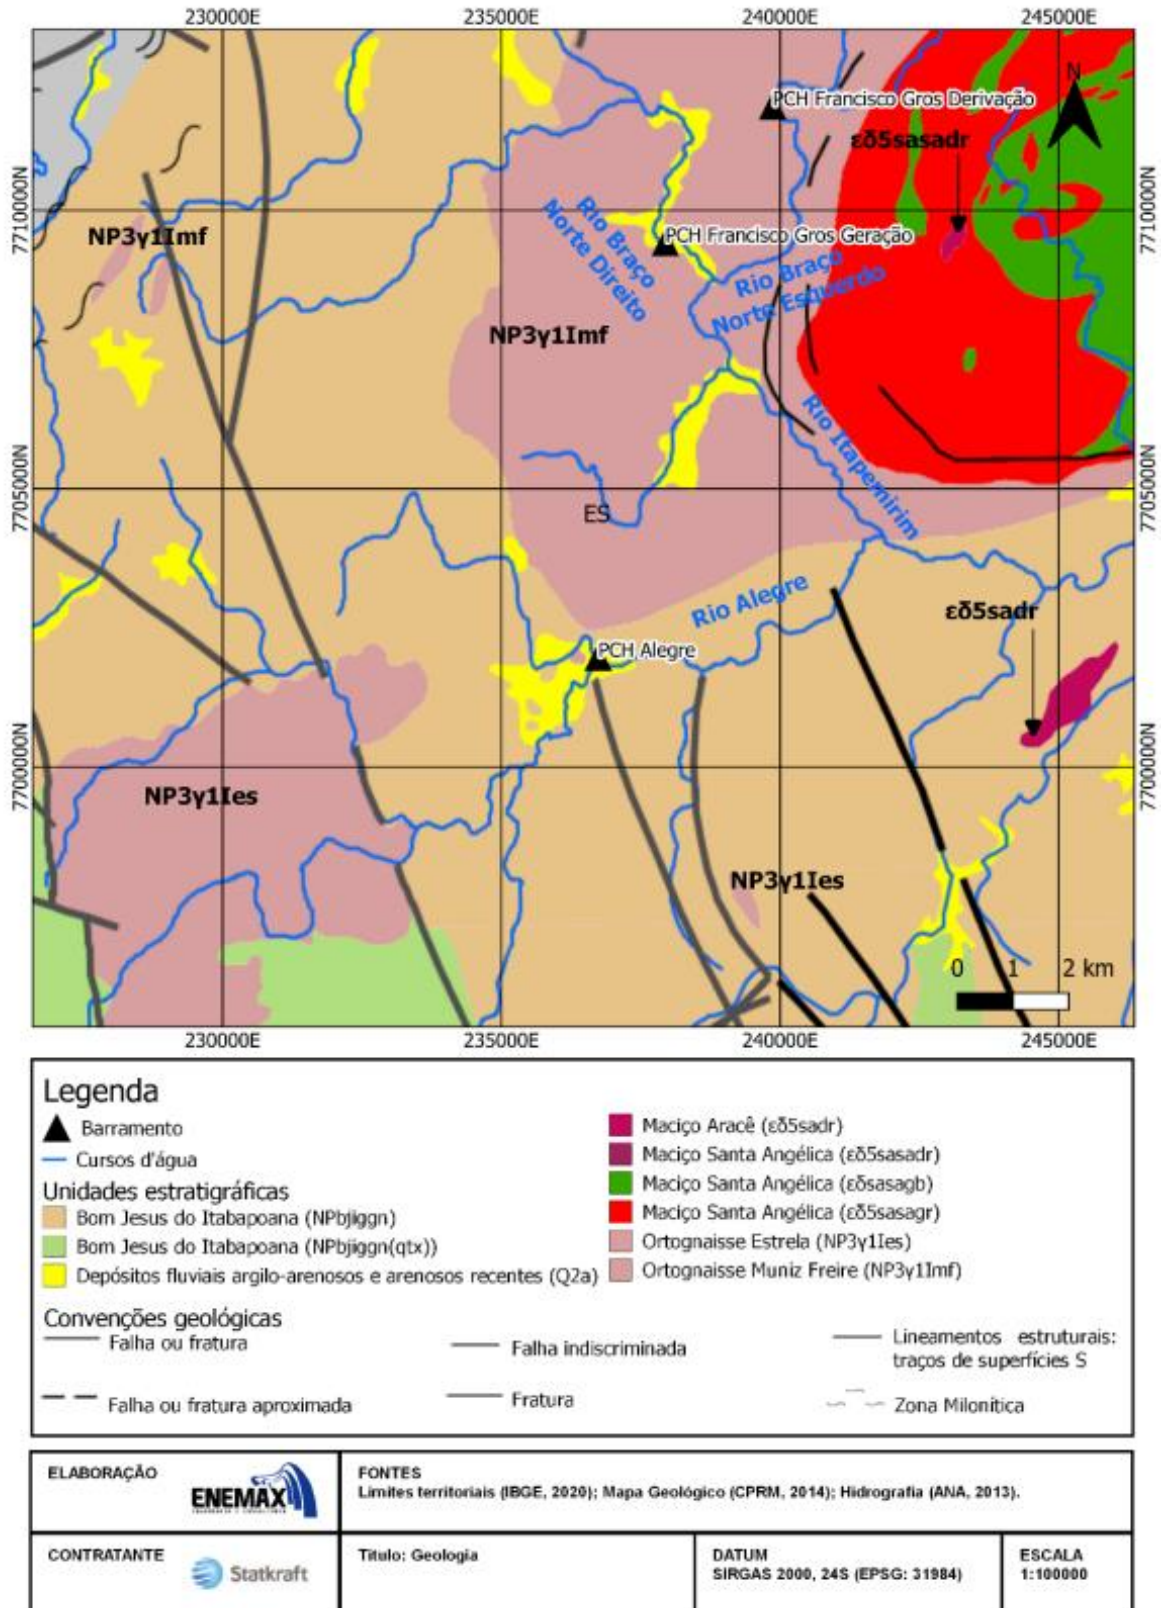 230000E 235000E 240000E 245000E
N
PCH Francisco Gros Derivação
εδ5sasadr
7710000N
7710000N
NP3γ1Imf
Rio Braço
Norte Direito
PCH Francisco Gros Geração
Rio Braço
Norte Esquerdo
NP3γ1Imf
Rio Itapemirim
7705000N
7705000N
ES
Rio Alegre
εδ5sadr
PCH Alegre
7700000N
7700000N
NP3γ1Ies
NP3γ1Ies
0 1 2 km
230000E 235000E 240000E 245000E
Legenda
Barramento
Cursos d'água
Unidades estratigráficas
Bom Jesus do Itabapoana (NPbjiggn)
Bom Jesus do Itabapoana (NPbjiggn(qtx))
Depósitos fluviais argilo-arenosos e arenosos recentes (Q2a)
Maciço Aracê (εδ5sadr)
Maciço Santa Angélica (εδ5sasadr)
Maciço Santa Angélica (εδsasagb)
Maciço Santa Angélica (εδ5sasagr)
Ortognaisse Estrela (NP3γ1Ies)
Ortognaisse Muniz Freire (NP3γ1Imf)
Convenções geológicas
Falha ou fratura
Falha indiscriminada
Lineamentos estruturais:
traços de superfícies S
Falha ou fratura aproximada
Fratura
Zona Milonítica
ELABORAÇÃO
ENEMAX
FONTES
Limites territoriais (IBGE, 2020); Mapa Geológico (CPRM, 2014); Hidrografia (ANA, 2013).
CONTRATANTE
Statkraft
Titulo: Geologia
DATUM
SIRGAS 2000, 24S (EPSG: 31984)
ESCALA
1:100000